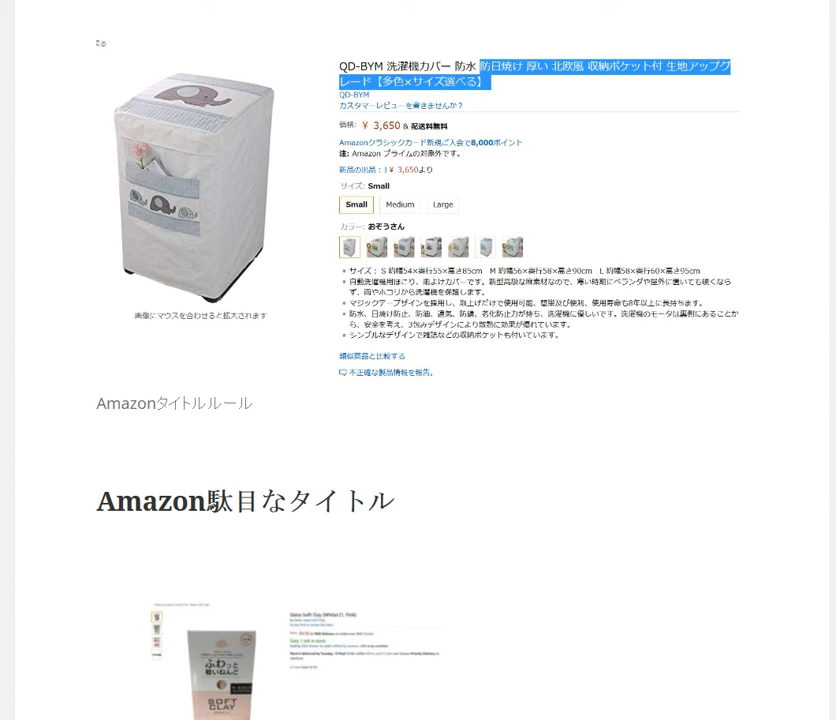 QD-BYM 洗濯機カバー 防水 防日焼け 厚い 北欧風 収納ポケット付 生地アップグ
レード【多色×サイズ選べる】
QD-BYM
カスタマーレビューを書きませんか？
価格: ￥ 3,650 & 配送料無料
Amazonクラシックカード新規ご入会で8,000ポイント
注: Amazon プライムの対象外です。
新品の出品：1￥ 3,650より
サイズ: Small
Small Medium Large
カラー: おぞうさん
サイズ： S 約幅54×奥行55×高さ85cm M 約幅56×奥行58×高さ90cm L 約幅58×奥行60×高さ95cm
自動洗濯機用ほこり、雨よけカバーです。新型高級な麻素材なので、寒い時期にベランダや屋外に置いても硬くなら
ず、雨やホコリから洗濯機を保護します。
マジックテープザインを採用し、取上げだけで使用可能、簡単及び便利、使用寿命も8年以上に長持ちます。
防水、日焼け防止、防油、通気、防錆、老化防止力が持ち、洗濯機に優しいです。洗濯機のモータは裏側にあることか
ら、安全を考え、3包みデザインにより散熱に効果が優れています。
シンプルなデザインで雑誌などの収納ポケットも付いています。
画像にマウスを合わせると拡大されます
類似商品と比較する
不正確な製品情報を報告。
Amazonタイトルルール
Amazon駄目なタイトル
Daiso Soft Clay (White) (1, Pink)
ふわっと
軽いねんど
SOFT
CLAY